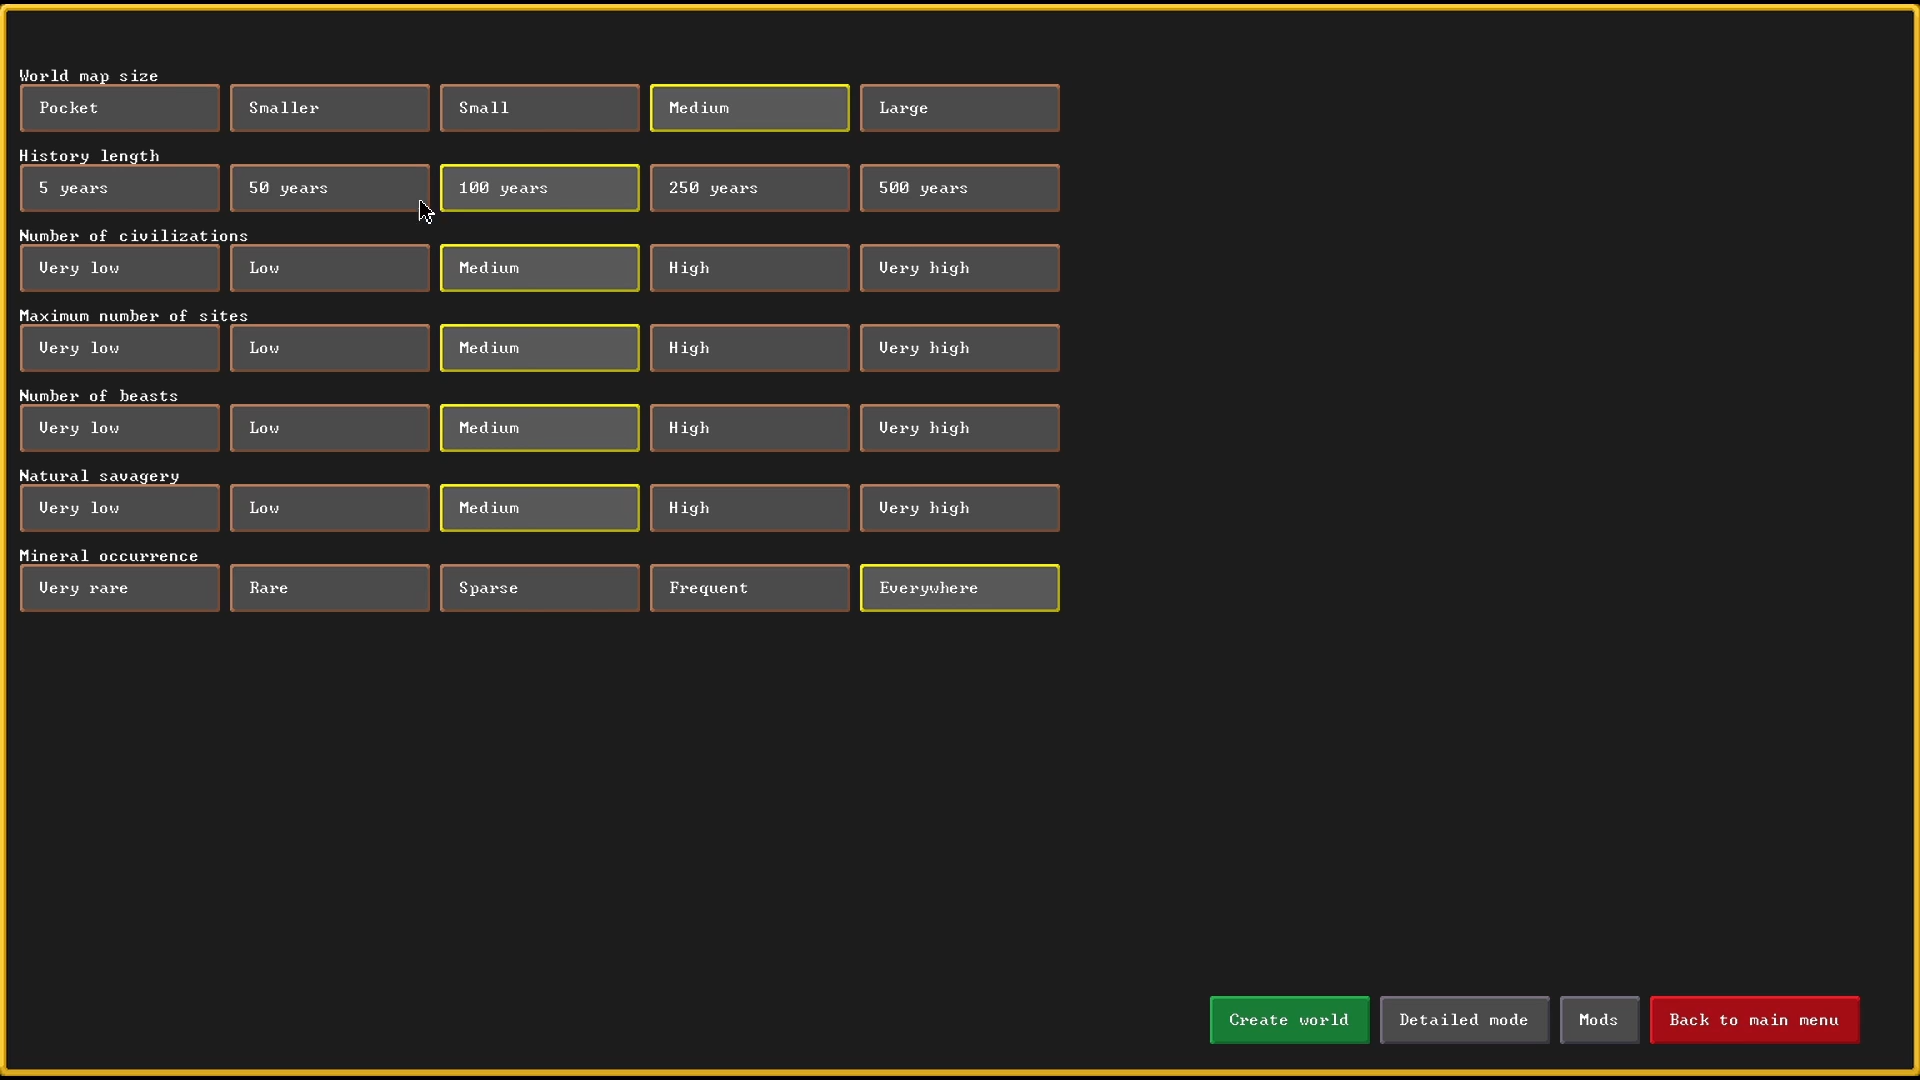 World map size
Pocket Smaller Small Medium Large
History length
5 years 50 years 100 years 250 years 500 years
Number of civilizations
Very low Low Medium High Very high
Maximum number of sites
Very low Low Medium High Very high
Number of beasts
Very low Low Medium High Very high
Natural savagery
Very low Low Medium High Very high
Mineral occurrence
Very rare Rare Sparse Frequent Everywhere
Create world Detailed mode Mods Back to main menu